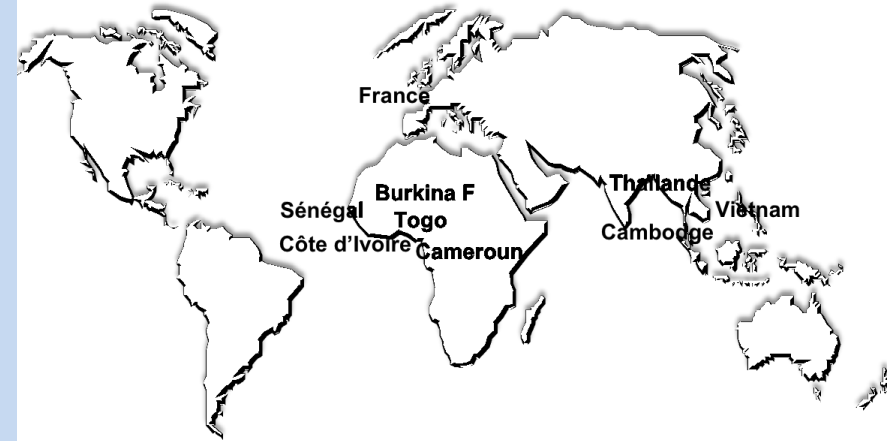 France
Thaïlande
Burkina F
Sénégal
Togo
Vietnam
Cambodge
Côte d’Ivoire
Cameroun